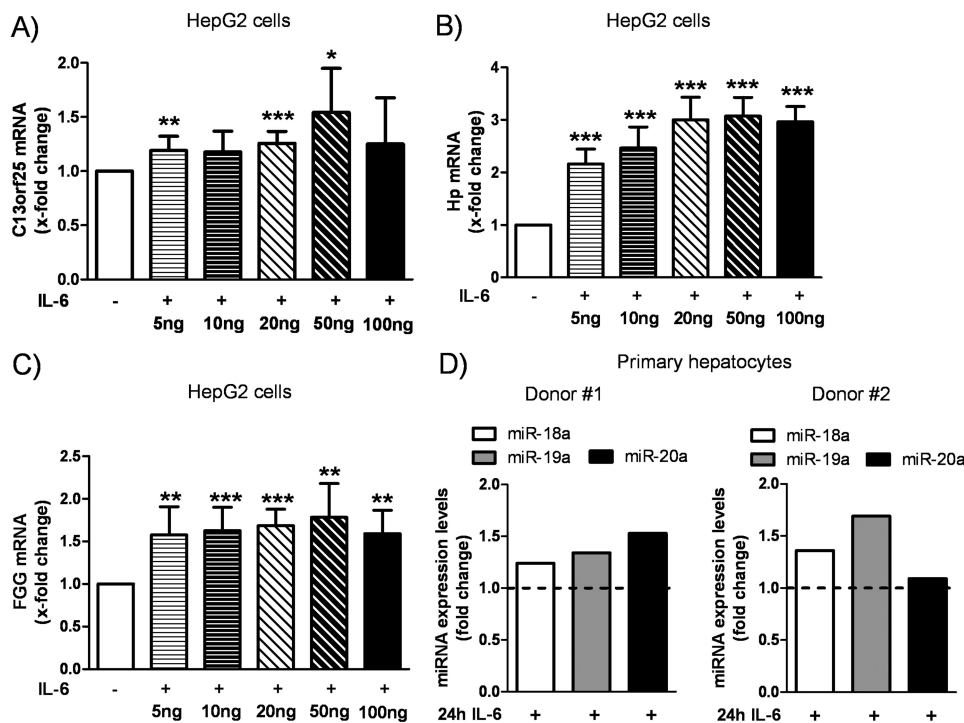 A)
HepG2 cells
C13orf25 mRNA
(x-fold change)
2.0
1.5
1.0
0.5
0.0
**
***
*
IL-6 - + + + + +
5ng 10ng 20ng 50ng 100ng
B)
HepG2 cells
Hp mRNA
(x-fold change)
4
3
2
1
0
***
***
***
***
***
IL-6 - + + + + +
5ng 10ng 20ng 50ng 100ng
C)
HepG2 cells
FGG mRNA
(x-fold change)
2.5
2.0
1.5
1.0
0.5
0.0
**
***
***
**
**
IL-6 - + + + + +
5ng 10ng 20ng 50ng 100ng
D)
Primary hepatocytes
Donor #1
miR-18a
miR-19a miR-20a
miRNA expression levels
(fold change)
2.0
1.5
1.0
0.5
0.0
24h IL-6 + + +
Donor #2
miR-18a
miR-19a miR-20a
miRNA expression levels
(fold change)
2.0
1.5
1.0
0.5
0.0
24h IL-6 + + +